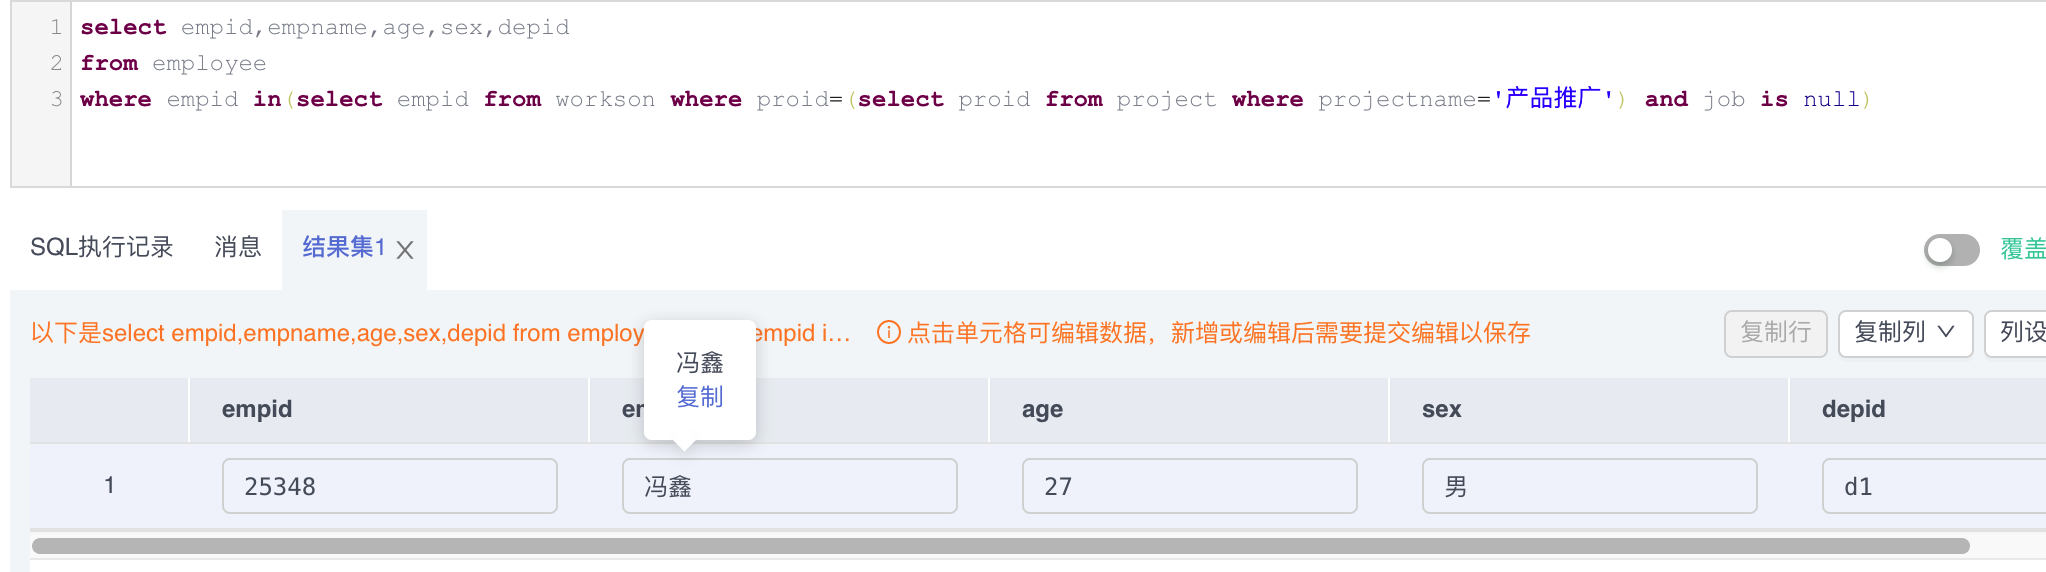 1 select empid,empname,age,sex,depid
2 from employee
3 where empid in(select empid from workson where proid=(select proid from project where projectname='产品推广') and job is null)
SQL执行记录 消息 结果集1 X 覆盖
以下是select empid,empname,age,sex,depid from employ empid i... 点击单元格可编辑数据，新增或编辑后需要提交编辑以保存 复制行 复制列 列设
冯鑫
复制
empid er age sex depid
1 25348 冯鑫 27 男 d1